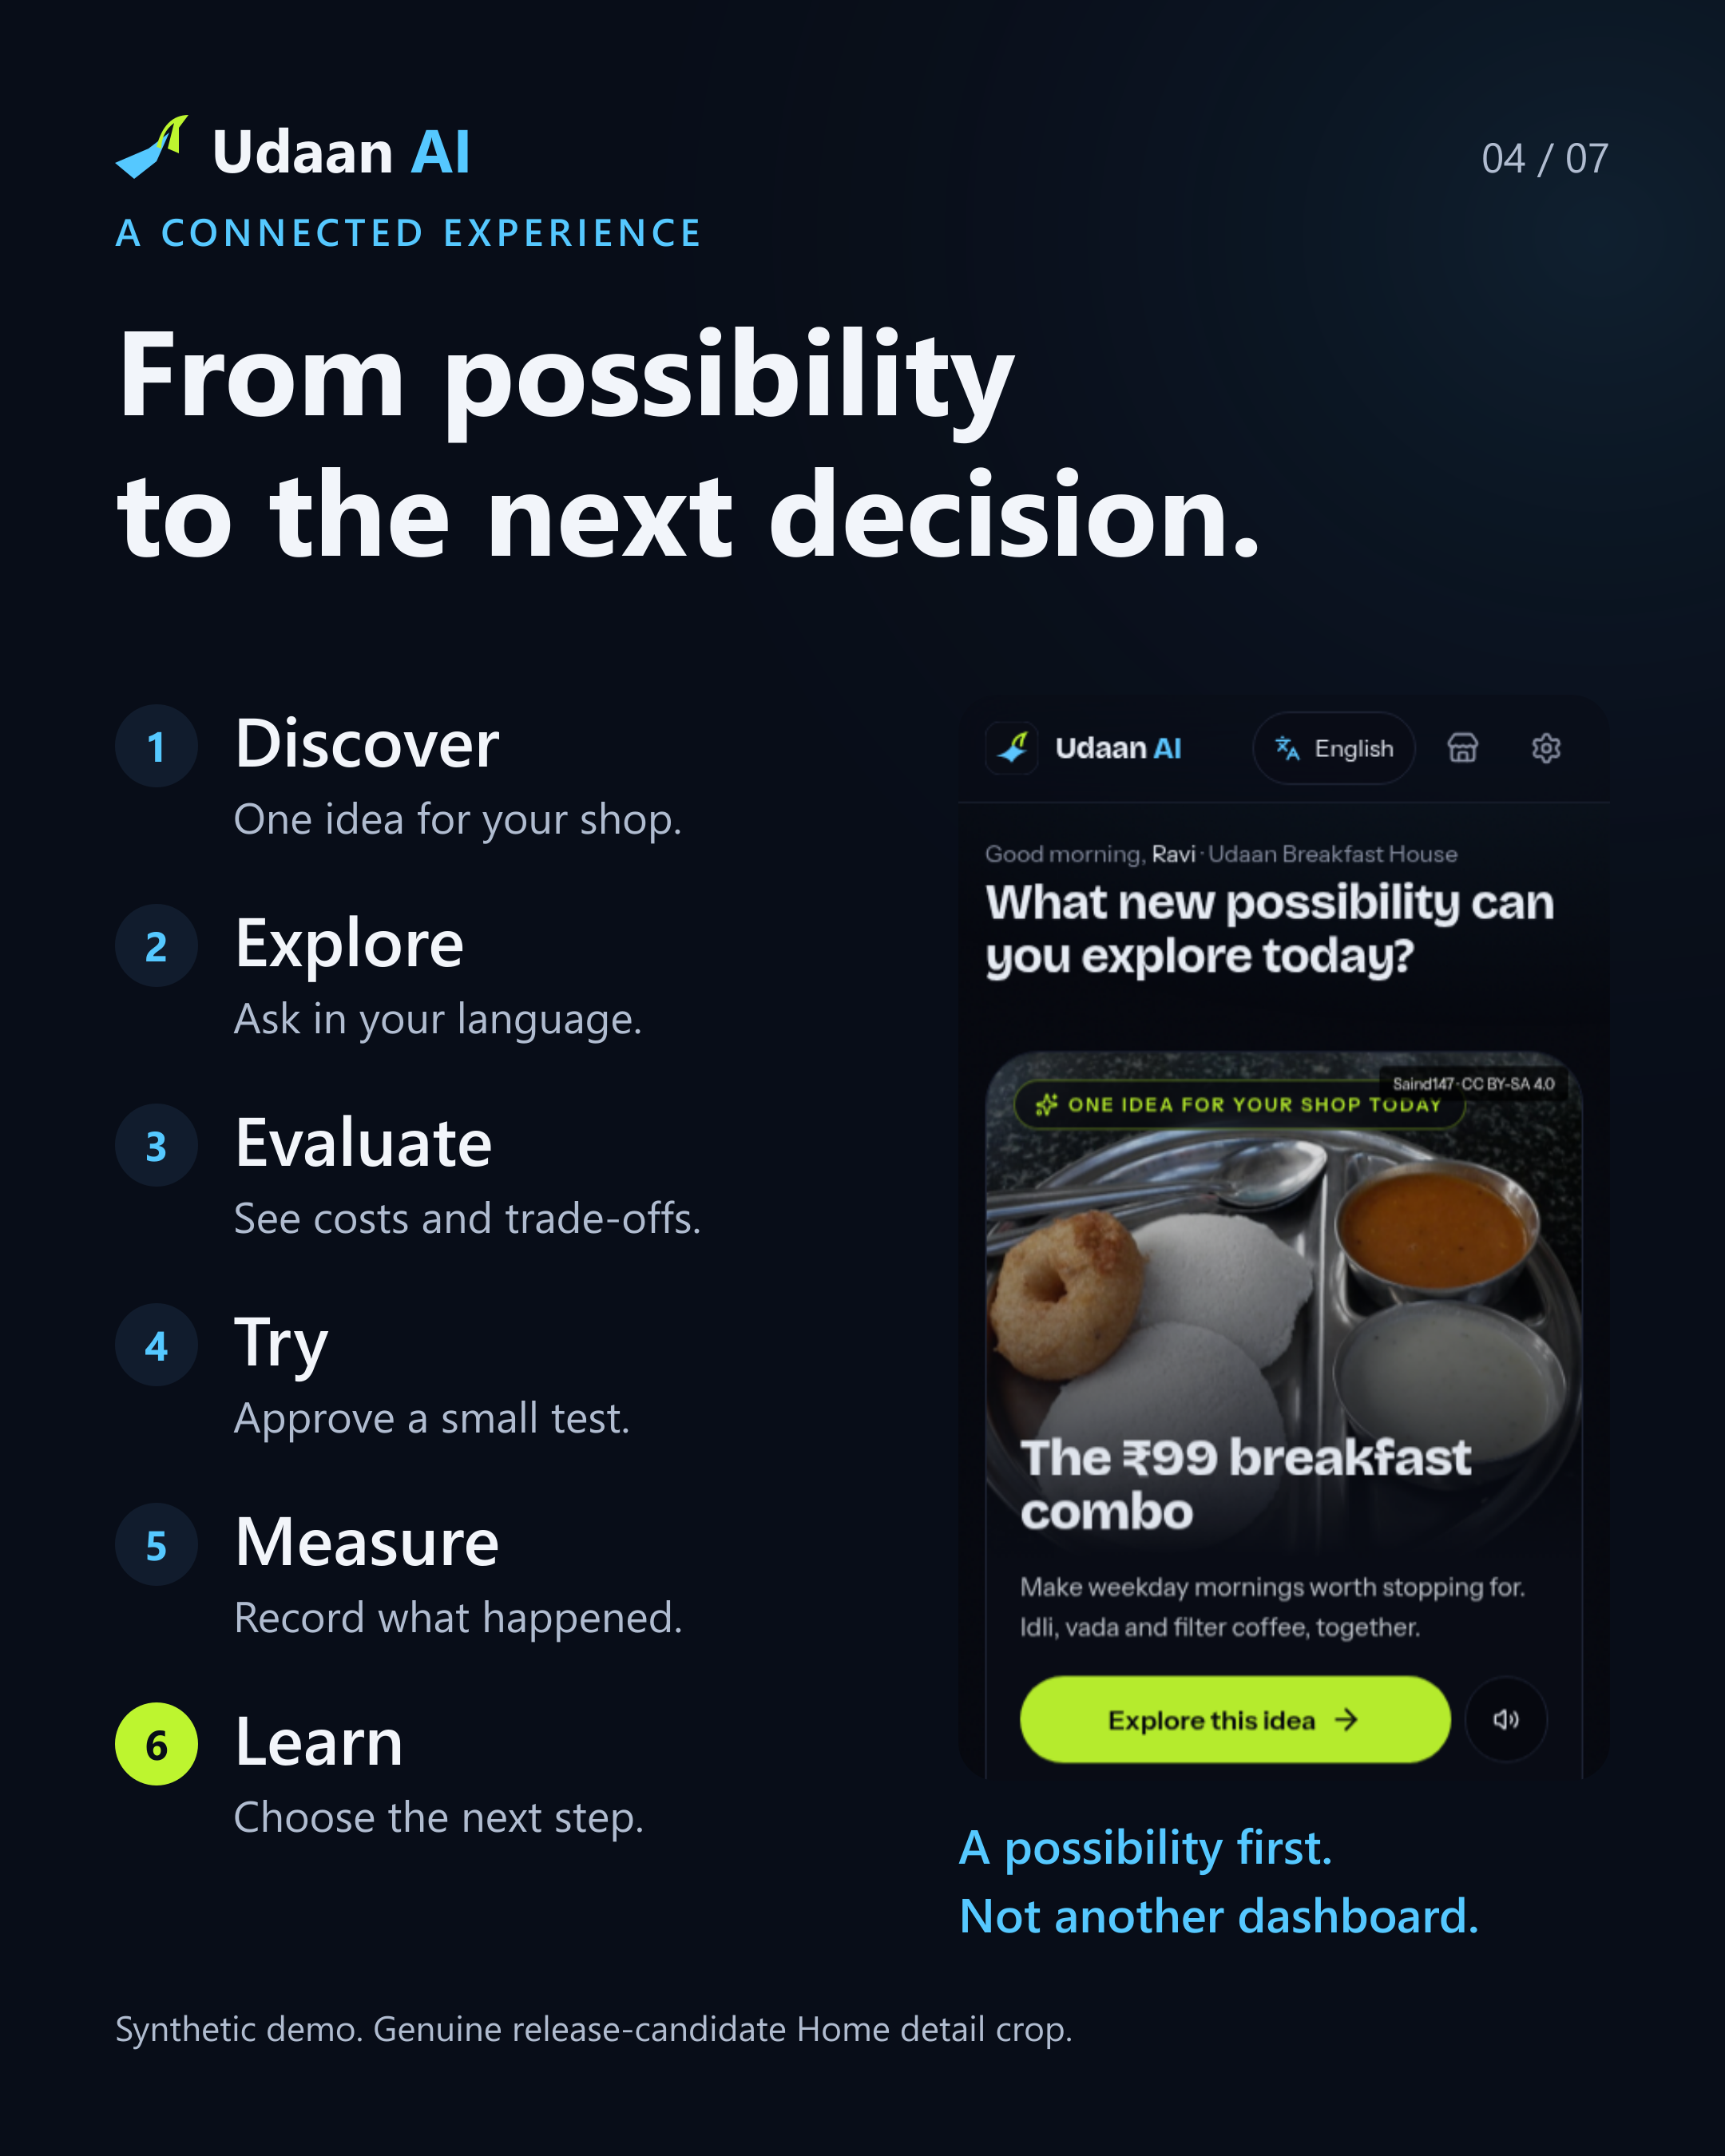 Udaan AI
04 / 07
A CONNECTED EXPERIENCE
From possibility
to the next decision.
1
Discover
One idea for your shop.
2
Explore
Ask in your language.
3
Evaluate
See costs and trade-offs.
4
Try
Approve a small test.
5
Measure
Record what happened.
6
Learn
Choose the next step.
Udaan AI
English
Good morning, Ravi · Udaan Breakfast House
What new possibility can
you explore today?
Saind147 · CC BY-SA 4.0
ONE IDEA FOR YOUR SHOP TODAY
The ₹99 breakfast
combo
Make weekday mornings worth stopping for.
Idli, vada and filter coffee, together.
Explore this idea →
A possibility first.
Not another dashboard.
Synthetic demo. Genuine release-candidate Home detail crop.